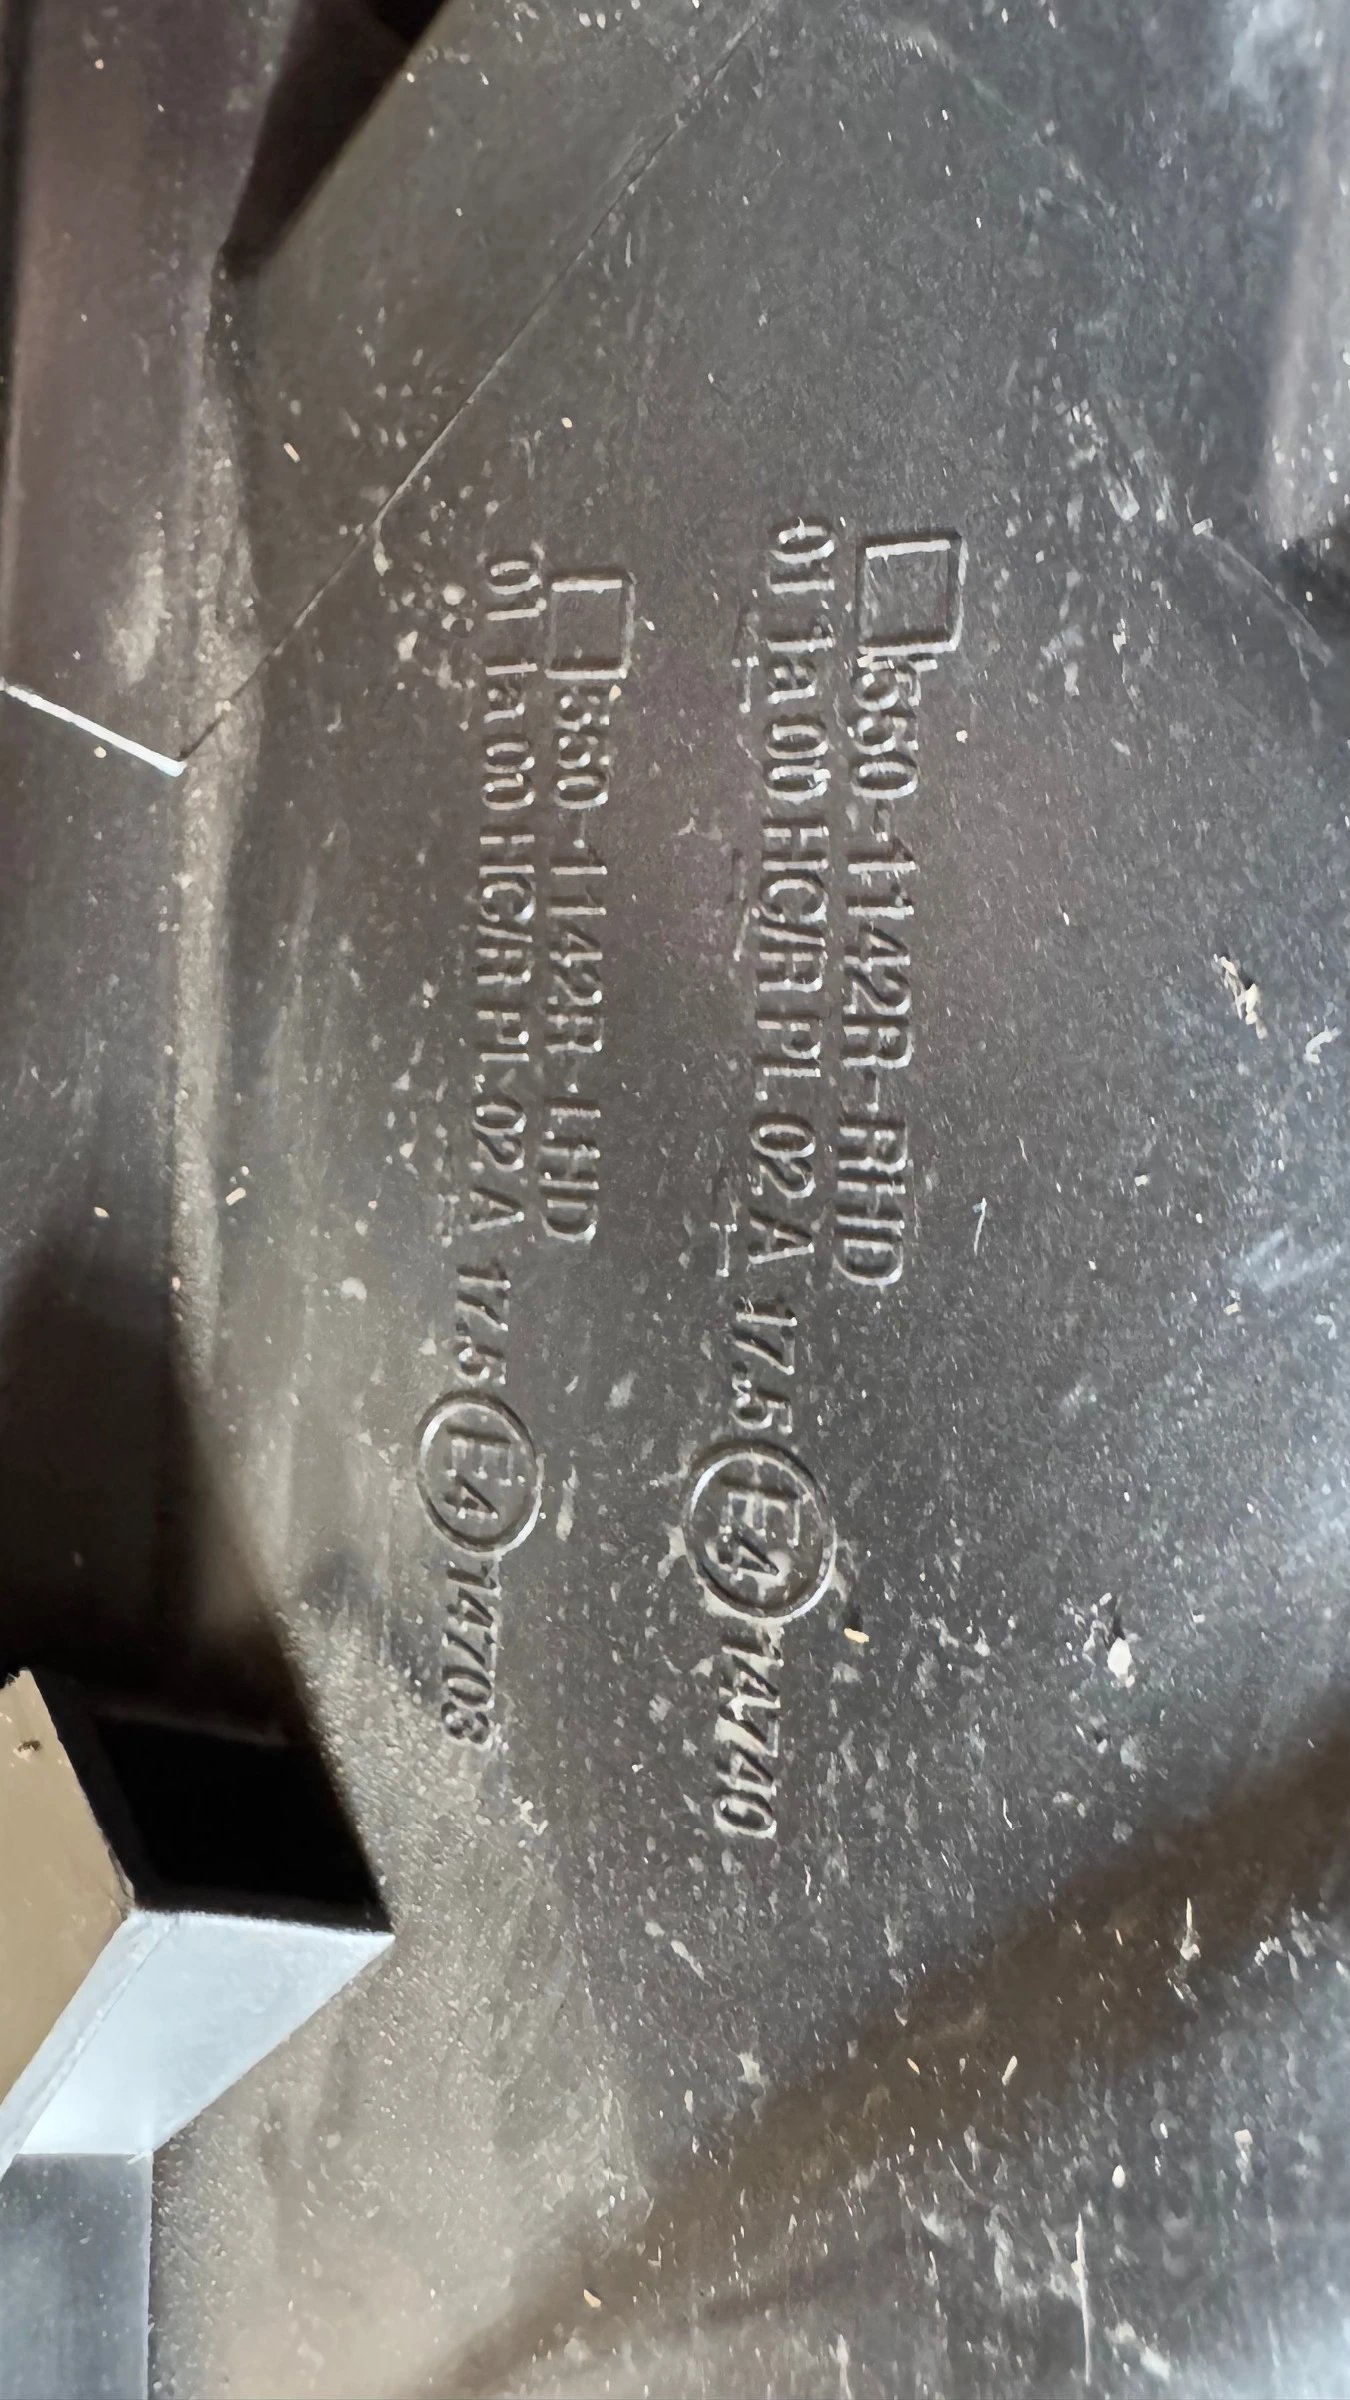 550-1142R-RHD
01 1a 00 HC/R PL 02 A 17.5 E4 14740
550-1142R-LHD
01 1a 00 HC/R PL 02 A 17.5 E4 14703